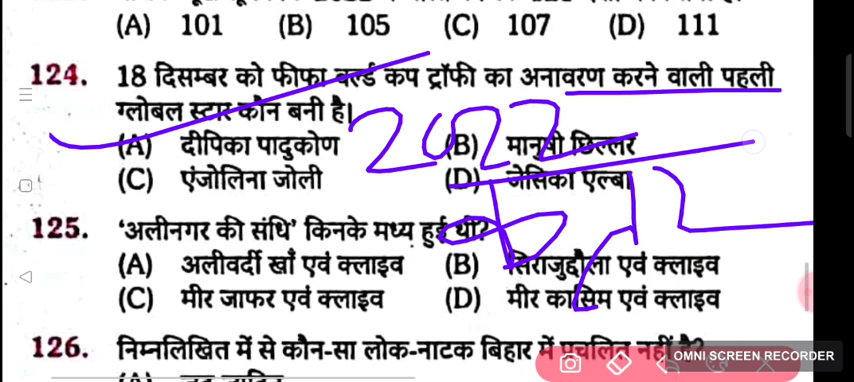 (A) 101 (B) 105 (C) 107 (D) 111
124. 18 दिसम्बर को फीफा वर्ल्ड कप ट्रॉफी का अनावरण करने वाली पहली
ग्लोबल स्टार कौन बनी है।
2022
(A) दीपिका पादुकोण (B) मानुषी छिल्लर
(C) एंजोलिना जोली (D) जेसिका एल्बा
125. ‘अलीनगर की संधि’ किनके मध्य हुई थी?
(A) अलीवर्दी खाँ एवं क्लाइव (B) सिराजुद्दौला एवं क्लाइव
(C) मीर जाफर एवं क्लाइव (D) मीर कासिम एवं क्लाइव
126. निम्नलिखित में से कौन-सा लोक-नाटक बिहार में प्रचलित नहीं है?
OMNI SCREEN RECORDER